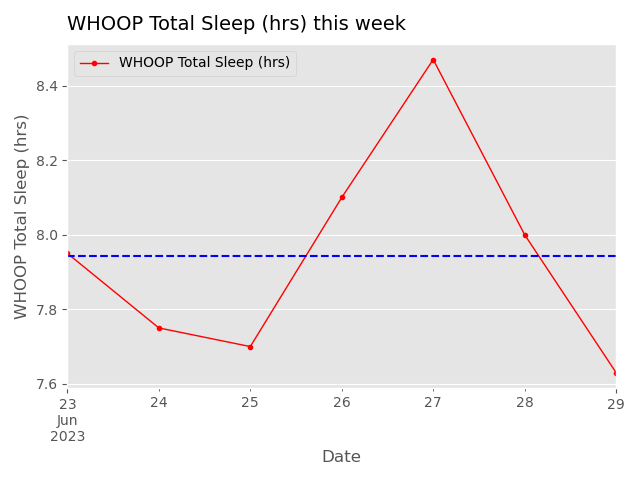 WHOOP Total Sleep (hrs) this week
WHOOP Total Sleep (hrs)
WHOOP Total Sleep (hrs)
8.4
8.2
8.0
7.8
7.6
23 24 25 26 27 28 29
Jun
2023
Date